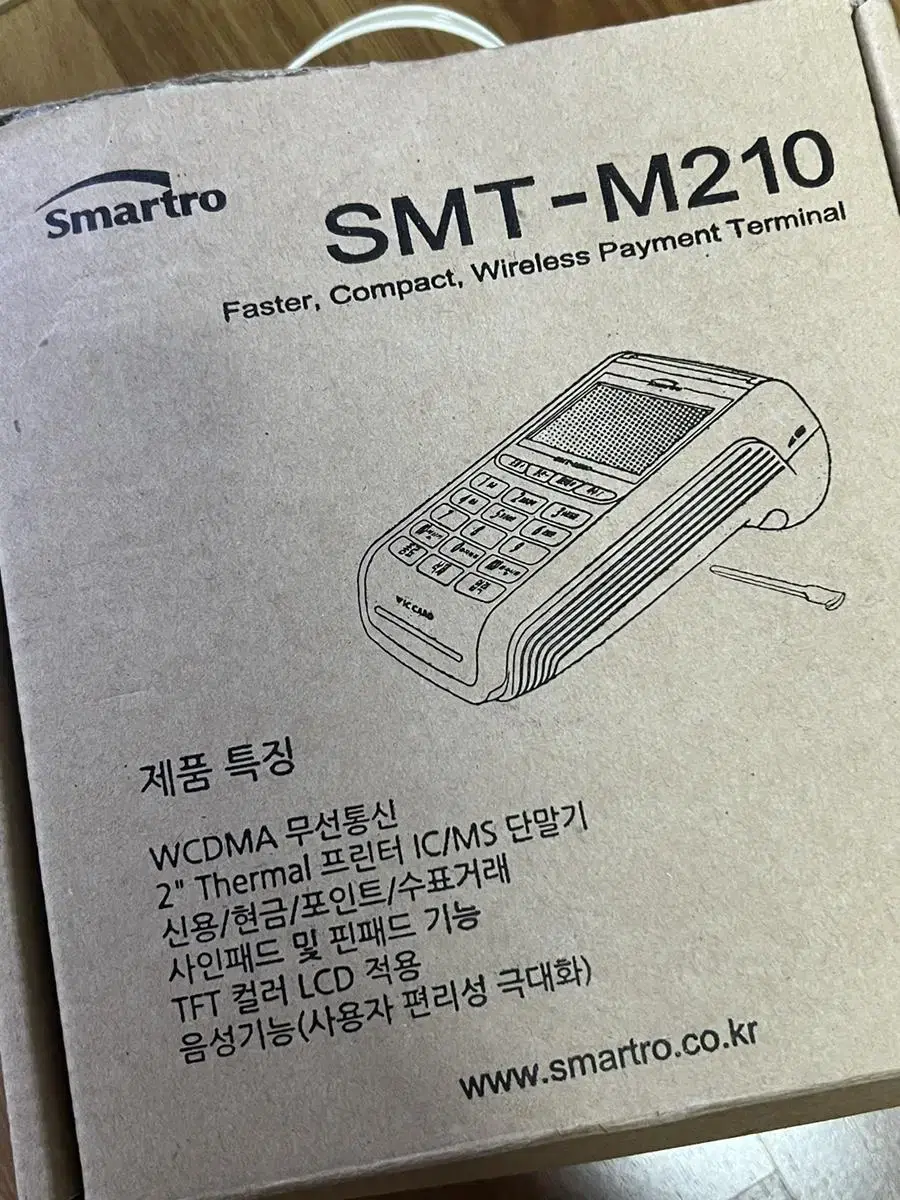 Smartro
SMT-M210
Faster, Compact, Wireless Payment Terminal
IC CARD
제품 특징
WCDMA 무선통신
2" Thermal 프린터 IC/MS 단말기
신용/현금/포인트/수표거래
사인패드 및 핀패드 기능
TFT 컬러 LCD 적용
음성기능(사용자 편리성 극대화)
www.smartro.co.kr